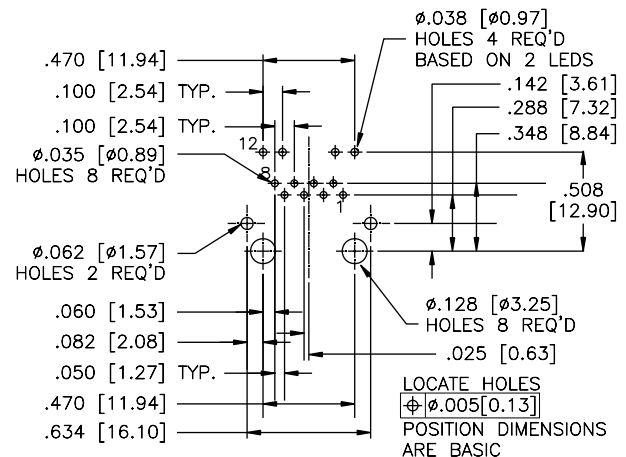 ø.038 [ø0.97]
HOLES 4 REQ'D
BASED ON 2 LEDS
.470 [11.94]
.142 [3.61]
.100 [2.54] TYP.
.288 [7.32]
.100 [2.54] TYP.
.348 [8.84]
12
ø.035 [ø0.89]
HOLES 8 REQ'D
8
.508
[12.90]
1
ø.062 [ø1.57]
HOLES 2 REQ'D
.060 [1.53]
ø.128 [ø3.25]
HOLES 8 REQ'D
.082 [2.08]
.025 [0.63]
.050 [1.27] TYP.
LOCATE HOLES
.470 [11.94]
⌖ ø.005[0.13]
.634 [16.10]
POSITION DIMENSIONS
ARE BASIC